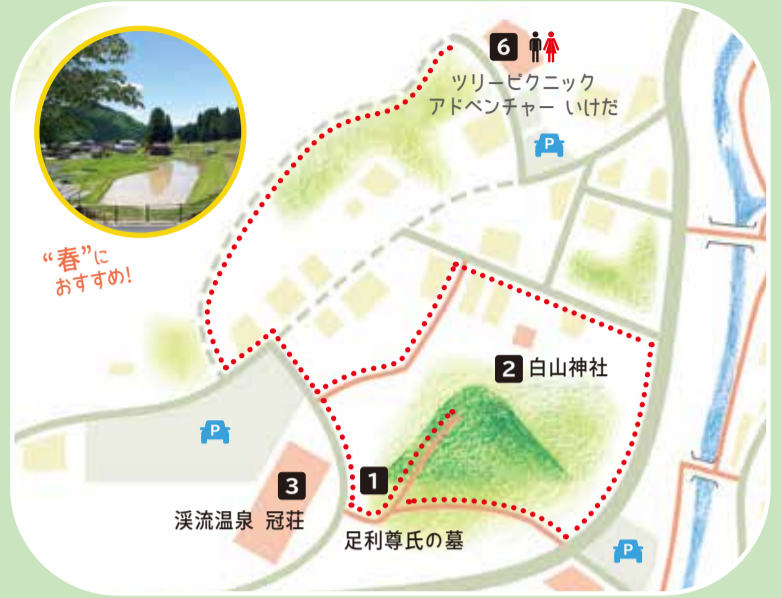 6
ツリーピクニック
アドベンチャー いけだ
P
“春”に
おすすめ!
2 白山神社
P
1
3
渓流温泉 冠荘
足利尊氏の墓
P